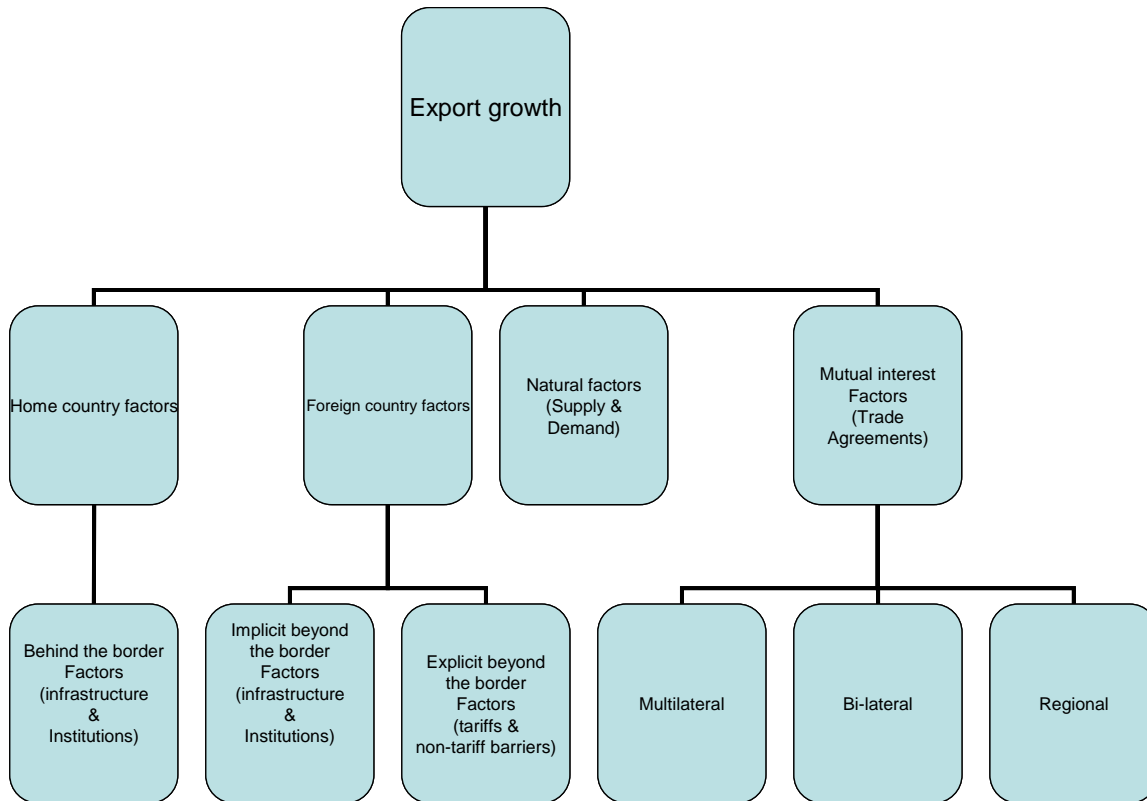 Export growth
Home country factors
Foreign country factors
Natural factors
(Supply &
Demand)
Mutual interest
Factors
(Trade
Agreements)
Behind the border
Factors
(infrastructure
&
Institutions)
Implicit beyond
the border
Factors
(infrastructure
&
Institutions)
Explicit beyond
the border
Factors
(tariffs &
non-tariff barriers)
Multilateral
Bi-lateral
Regional